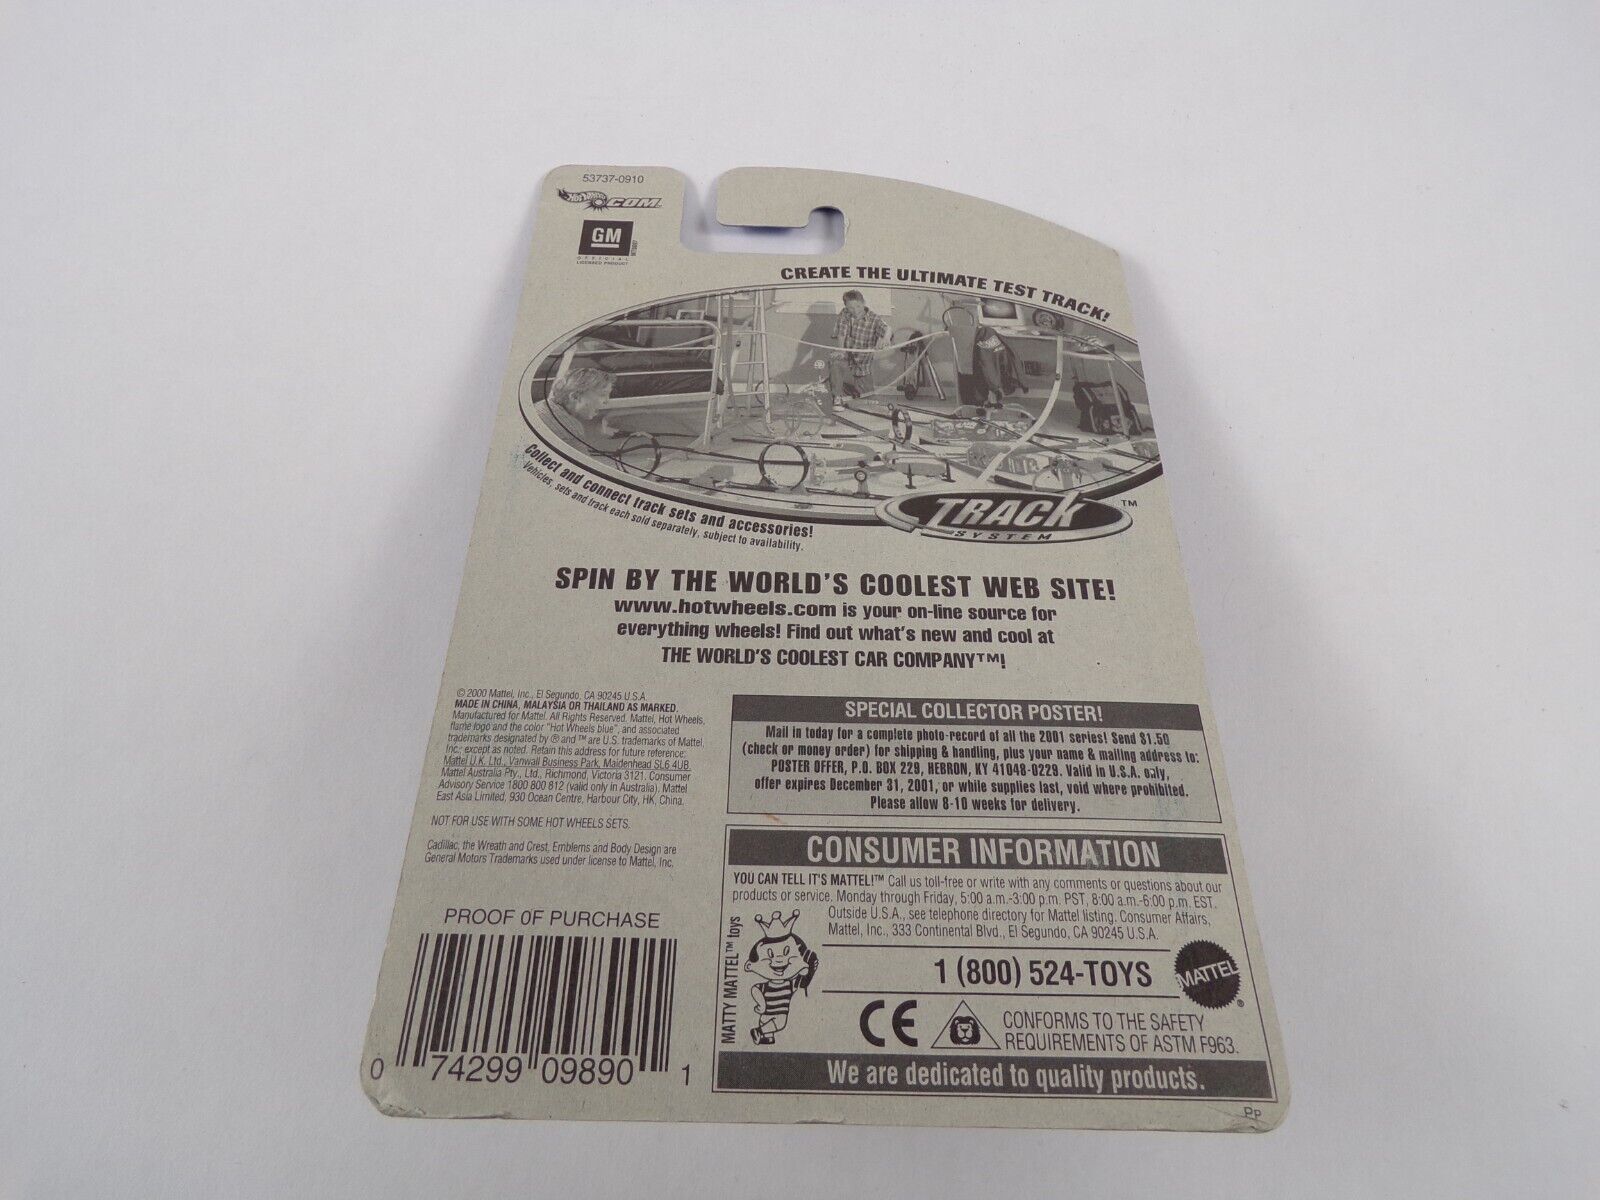 53737-0910
Hot Wheels .COM
GM
OFFICIAL
LICENSED PRODUCT
CREATE THE ULTIMATE TEST TRACK!
Collect and connect track sets and accessories!
Vehicles, sets and track each sold separately, subject to availability.
TRACK ™
SYSTEM
SPIN BY THE WORLD'S COOLEST WEB SITE!
www.hotwheels.com is your on-line source for
everything wheels! Find out what's new and cool at
THE WORLD'S COOLEST CAR COMPANY™!
© 2000 Mattel, Inc., El Segundo, CA 90245 U.S.A.
MADE IN CHINA, MALAYSIA OR THAILAND AS MARKED.
Manufactured for Mattel. All Rights Reserved. Mattel, Hot Wheels,
flame logo and the color "Hot Wheels blue", and associated
trademarks designated by ® and ™ are U.S. trademarks of Mattel,
Inc., except as noted. Retain this address for future reference:
Mattel U.K. Ltd., Vanwall Business Park, Maidenhead SL6 4UB.
Mattel Australia Pty., Ltd., Richmond, Victoria 3121. Consumer
Advisory Service 1800 800 812 (valid only in Australia). Mattel
East Asia Limited, 930 Ocean Centre, Harbour City, HK, China.
NOT FOR USE WITH SOME HOT WHEELS SETS.
Cadillac, the Wreath and Crest, Emblems and Body Design are
General Motors Trademarks used under license to Mattel, Inc.
PROOF OF PURCHASE
0 74299 09890 1
SPECIAL COLLECTOR POSTER!
Mail in today for a complete photo-record of all the 2001 series! Send $1.50
(check or money order) for shipping & handling, plus your name & mailing address to:
POSTER OFFER, P.O. BOX 229, HEBRON, KY 41048-0229. Valid in U.S.A. only,
offer expires December 31, 2001, or while supplies last, void where prohibited.
Please allow 8-10 weeks for delivery.
CONSUMER INFORMATION
YOU CAN TELL IT'S MATTEL!™ Call us toll-free or write with any comments or questions about our
products or service. Monday through Friday, 5:00 a.m.-3:00 p.m. PST, 8:00 a.m.-6:00 p.m. EST.
Outside U.S.A., see telephone directory for Mattel listing. Consumer Affairs,
Mattel, Inc., 333 Continental Blvd., El Segundo, CA 90245 U.S.A.
MATTY MATTEL™ toys
1 (800) 524-TOYS
MATTEL ®
CE
CONFORMS TO THE SAFETY
REQUIREMENTS OF ASTM F963.
We are dedicated to quality products.
Pp